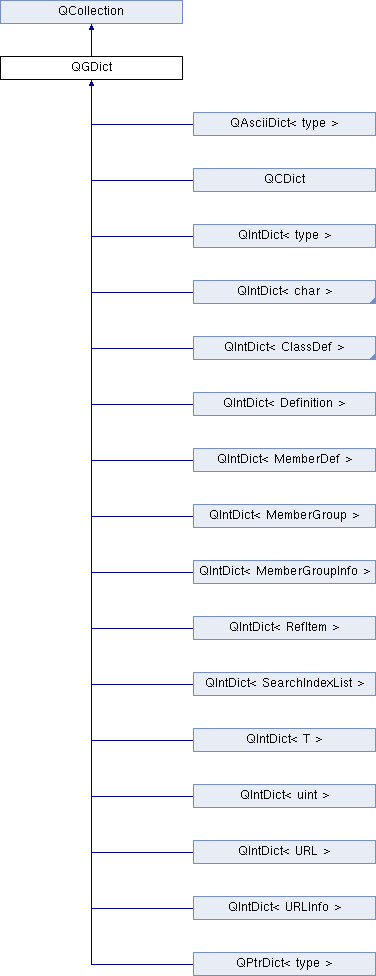 QCollection
QGDict
QAsciiDict< type >
QCDict
QIntDict< type >
QIntDict< char >
QIntDict< ClassDef >
QIntDict< Definition >
QIntDict< MemberDef >
QIntDict< MemberGroup >
QIntDict< MemberGroupInfo >
QIntDict< RefItem >
QIntDict< SearchIndexList >
QIntDict< T >
QIntDict< uint >
QIntDict< URL >
QIntDict< URLInfo >
QPtrDict< type >